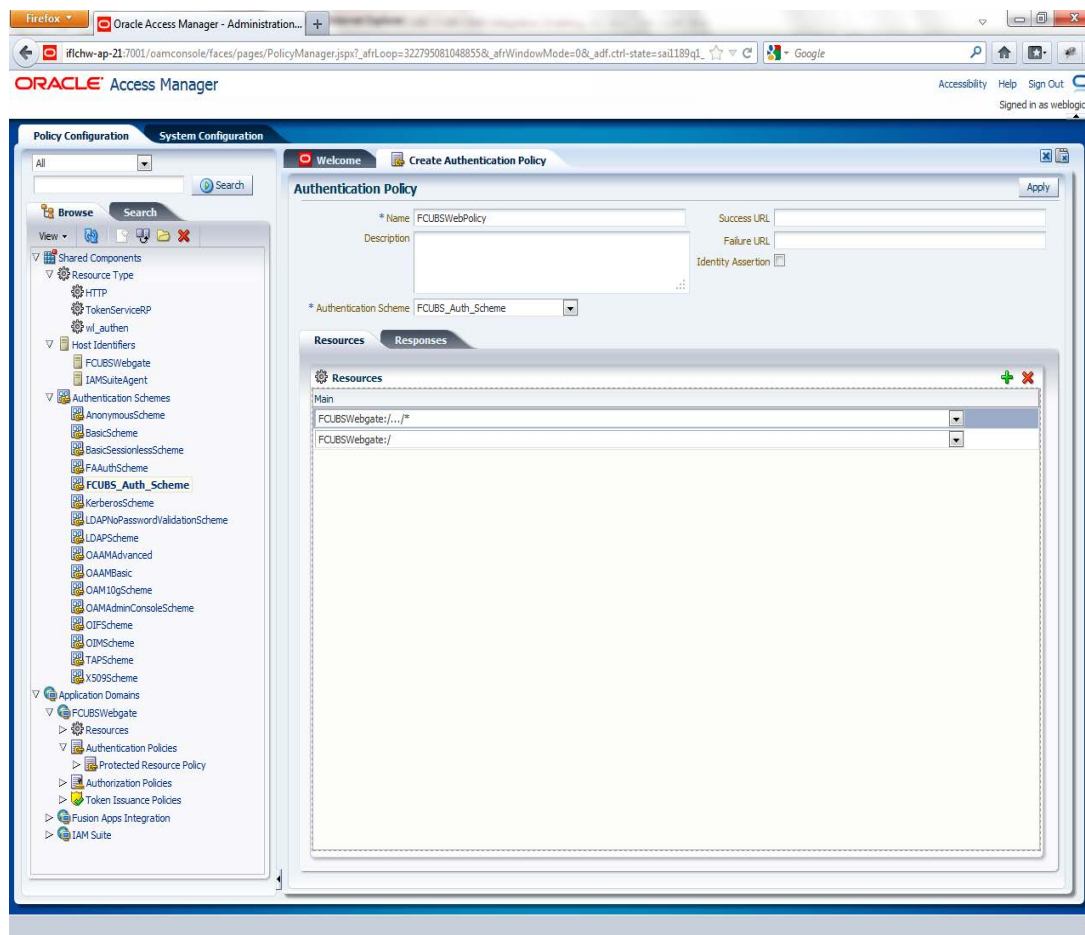 Firefox
Oracle Access Manager - Administration...
iflchw-ap-21:7001/oamconsole/faces/pages/PolicyManager.jspx?_afrLoop=322795081048855&_afrWindowMode=0&_adf.ctrl-state=sai1189q1_
Google
ORACLE Access Manager
Accessibility Help Sign Out
Signed in as weblogic
Policy Configuration System Configuration
All
Search
Browse Search
View
Shared Components
Resource Type
HTTP
TokenServiceRP
wl_authen
Host Identifiers
FCUBSWebgate
IAMSuiteAgent
Authentication Schemes
AnonymousScheme
BasicScheme
BasicSessionlessScheme
FAAuthScheme
FCUBS_Auth_Scheme
KerberosScheme
LDAPNoPasswordValidationScheme
LDAPScheme
OAAMAdvanced
OAAMBasic
OAM10gScheme
OAMAdminConsoleScheme
OIFScheme
OIMScheme
TAPScheme
X509Scheme
Application Domains
FCUBSWebgate
Resources
Authentication Policies
Protected Resource Policy
Authorization Policies
Token Issuance Policies
Fusion Apps Integration
IAM Suite
Welcome Create Authentication Policy
Authentication Policy Apply
* Name FCUBSWebPolicy
Description
* Authentication Scheme FCUBS_Auth_Scheme
Success URL
Failure URL
Identity Assertion
Resources Responses
Resources
Main
FCUBSWebgate:/.../*
FCUBSWebgate:/